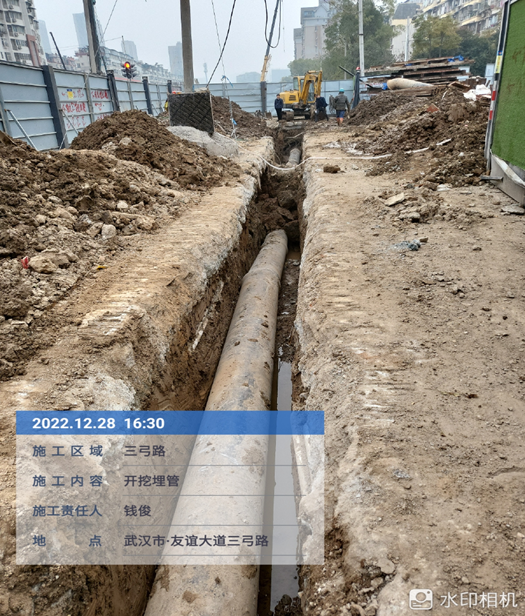 2022.12.28 16:30
施工区域 三弓路
施工内容 开挖埋管
施工责任人 钱俊
地点 武汉市·友谊大道三弓路
水印相机